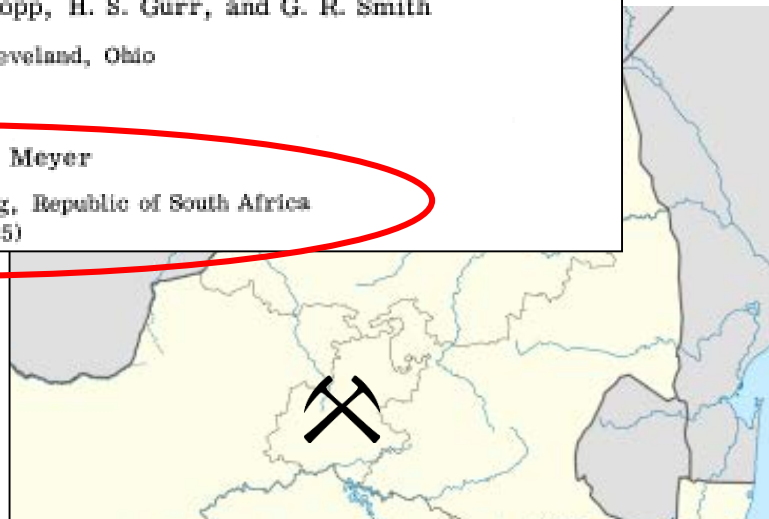 opp, H. S. Gurr, and G. R. Smith
eveland, Ohio
Meyer
g, Republic of South Africa
5)